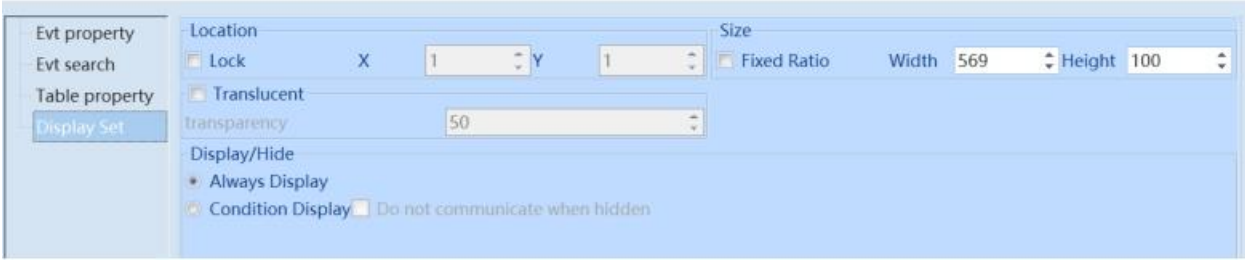 Evt property
Evt search
Table property
Display Set
Location
Lock X 1 Y 1
Size
Fixed Ratio Width 569 Height 100
Translucent
transparency 50
Display/Hide
Always Display
Condition Display Do not communicate when hidden